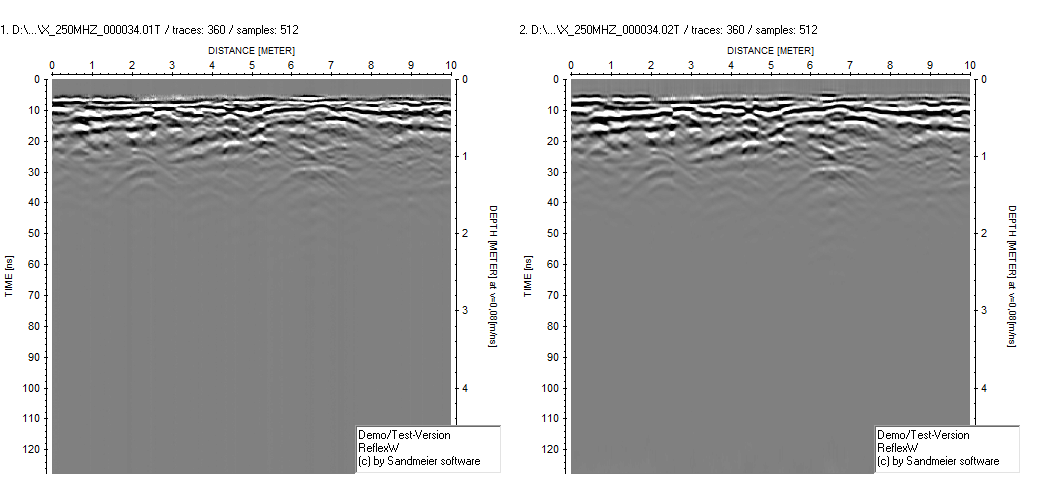 1. D:\...\X_250MHZ_000034.01T / traces: 360 / samples: 512
DISTANCE [METER]
0 1 2 3 4 5 6 7 8 9 10
0
10
20
30
40
50
60
70
80
90
100
110
120
TIME [ns]
0
1
2
3
4
DEPTH [METER] at v=0.08[m/ns]
Demo/Test-Version
ReflexW
(c) by Sandmeier software
2. D:\...\X_250MHZ_000034.02T / traces: 360 / samples: 512
DISTANCE [METER]
0 1 2 3 4 5 6 7 8 9 10
0
10
20
30
40
50
60
70
80
90
100
110
120
TIME [ns]
0
1
2
3
4
DEPTH [METER] at v=0.08[m/ns]
Demo/Test-Version
ReflexW
(c) by Sandmeier software